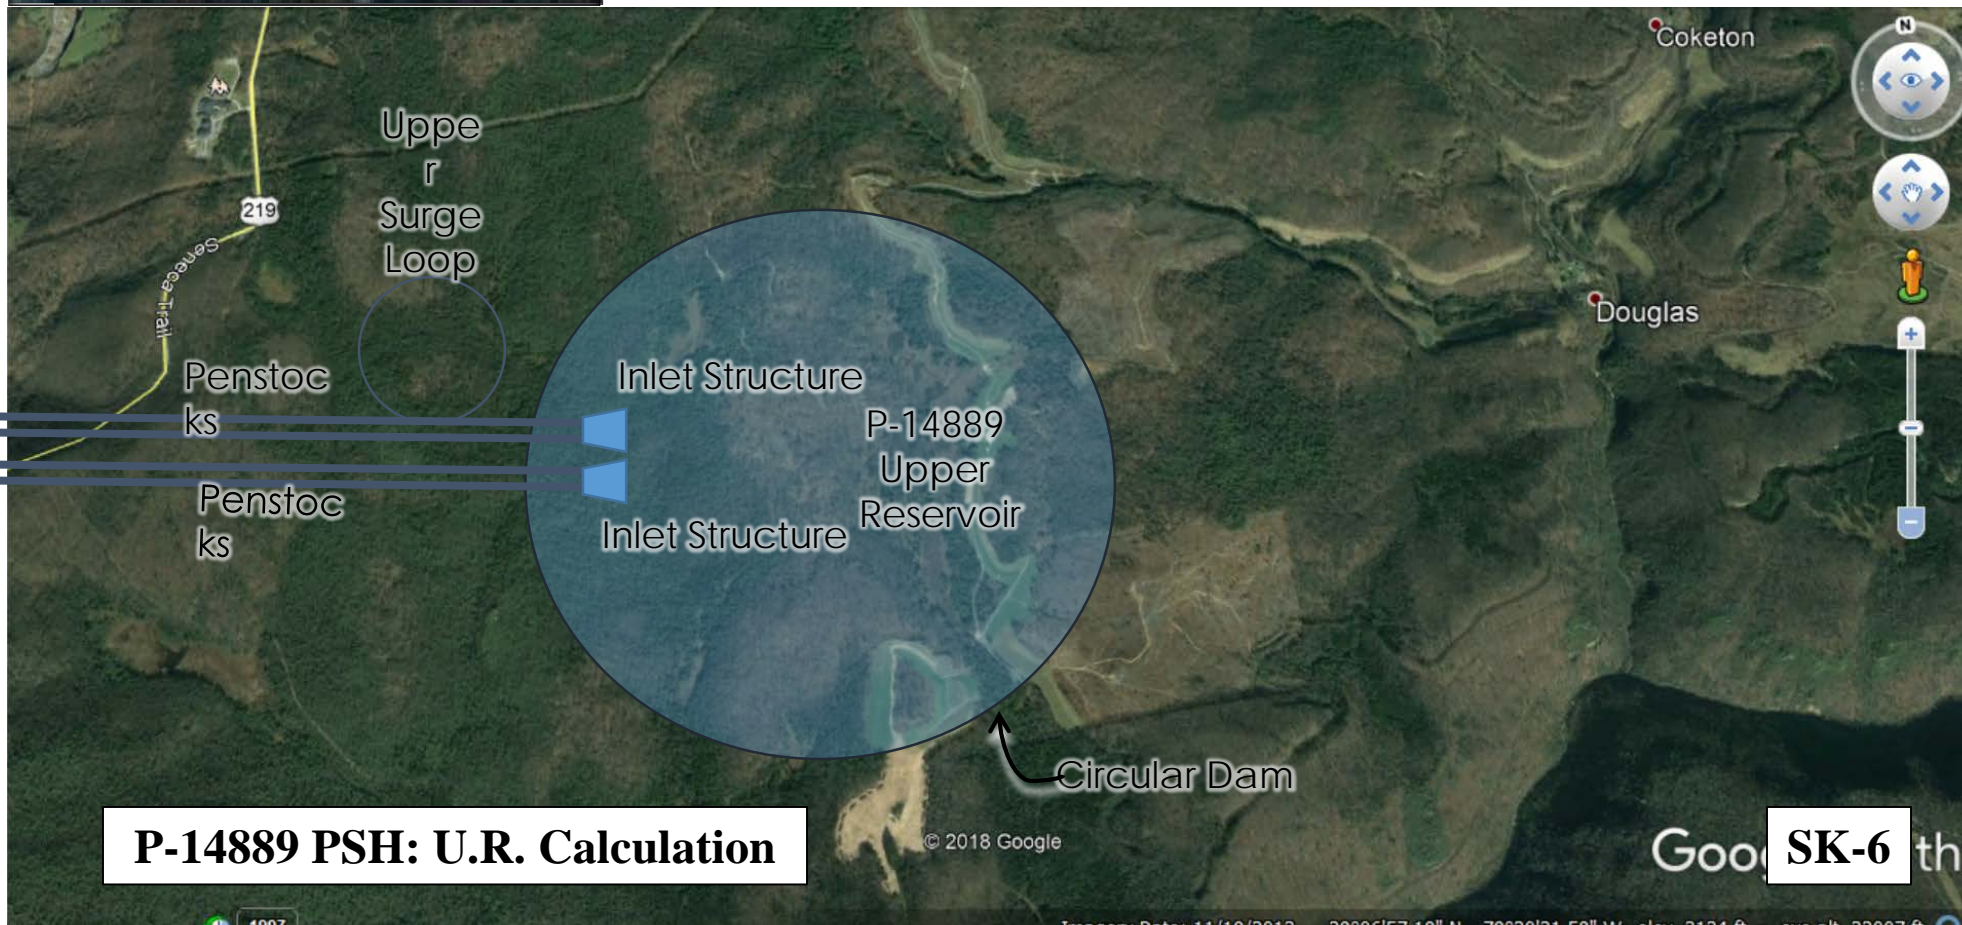 Coketon
N
Uppe
r
Surge
Loop
219
Seneca Trail
Douglas
Penstoc
ks
Inlet Structure
P-14889
Upper
Reservoir
Penstoc
ks
Inlet Structure
Circular Dam
P-14889 PSH: U.R. Calculation
© 2018 Google
Goo
SK-6
th
1997